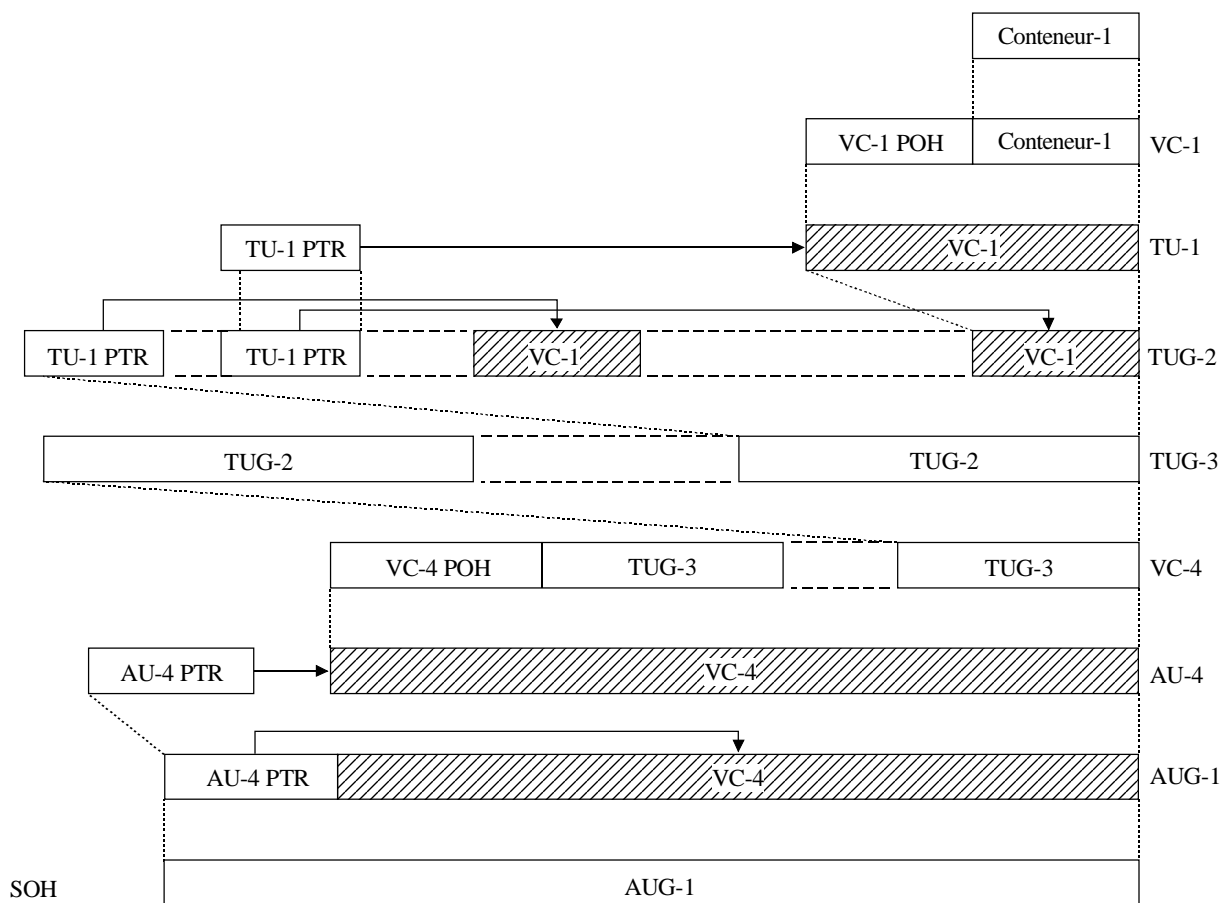 Conteneur-1
VC-1 POH Conteneur-1 VC-1
TU-1 PTR VC-1 TU-1
TU-1 PTR TU-1 PTR VC-1 VC-1 TUG-2
TUG-2 TUG-2 TUG-3
VC-4 POH TUG-3 TUG-3 VC-4
AU-4 PTR VC-4 AU-4
AU-4 PTR VC-4 AUG-1
SOH AUG-1